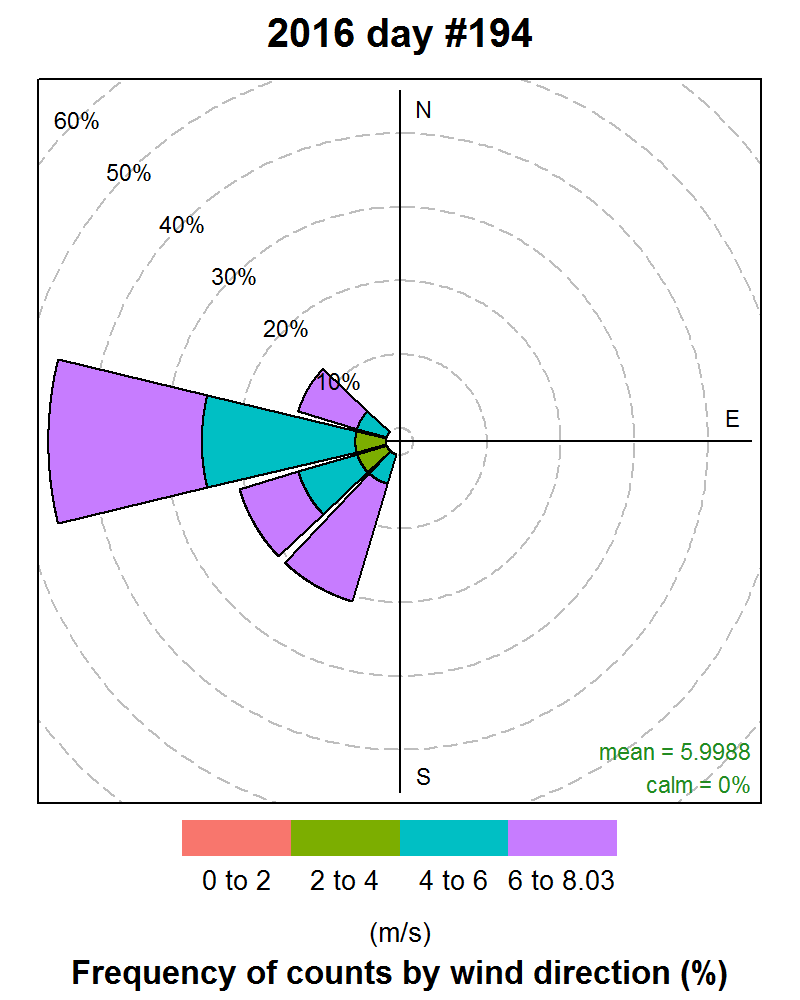 2016 day #194
N
60%
50%
40%
30%
20%
10%
E
S
mean = 5.9988
calm = 0%
0 to 2 2 to 4 4 to 6 6 to 8.03
(m/s)
Frequency of counts by wind direction (%)